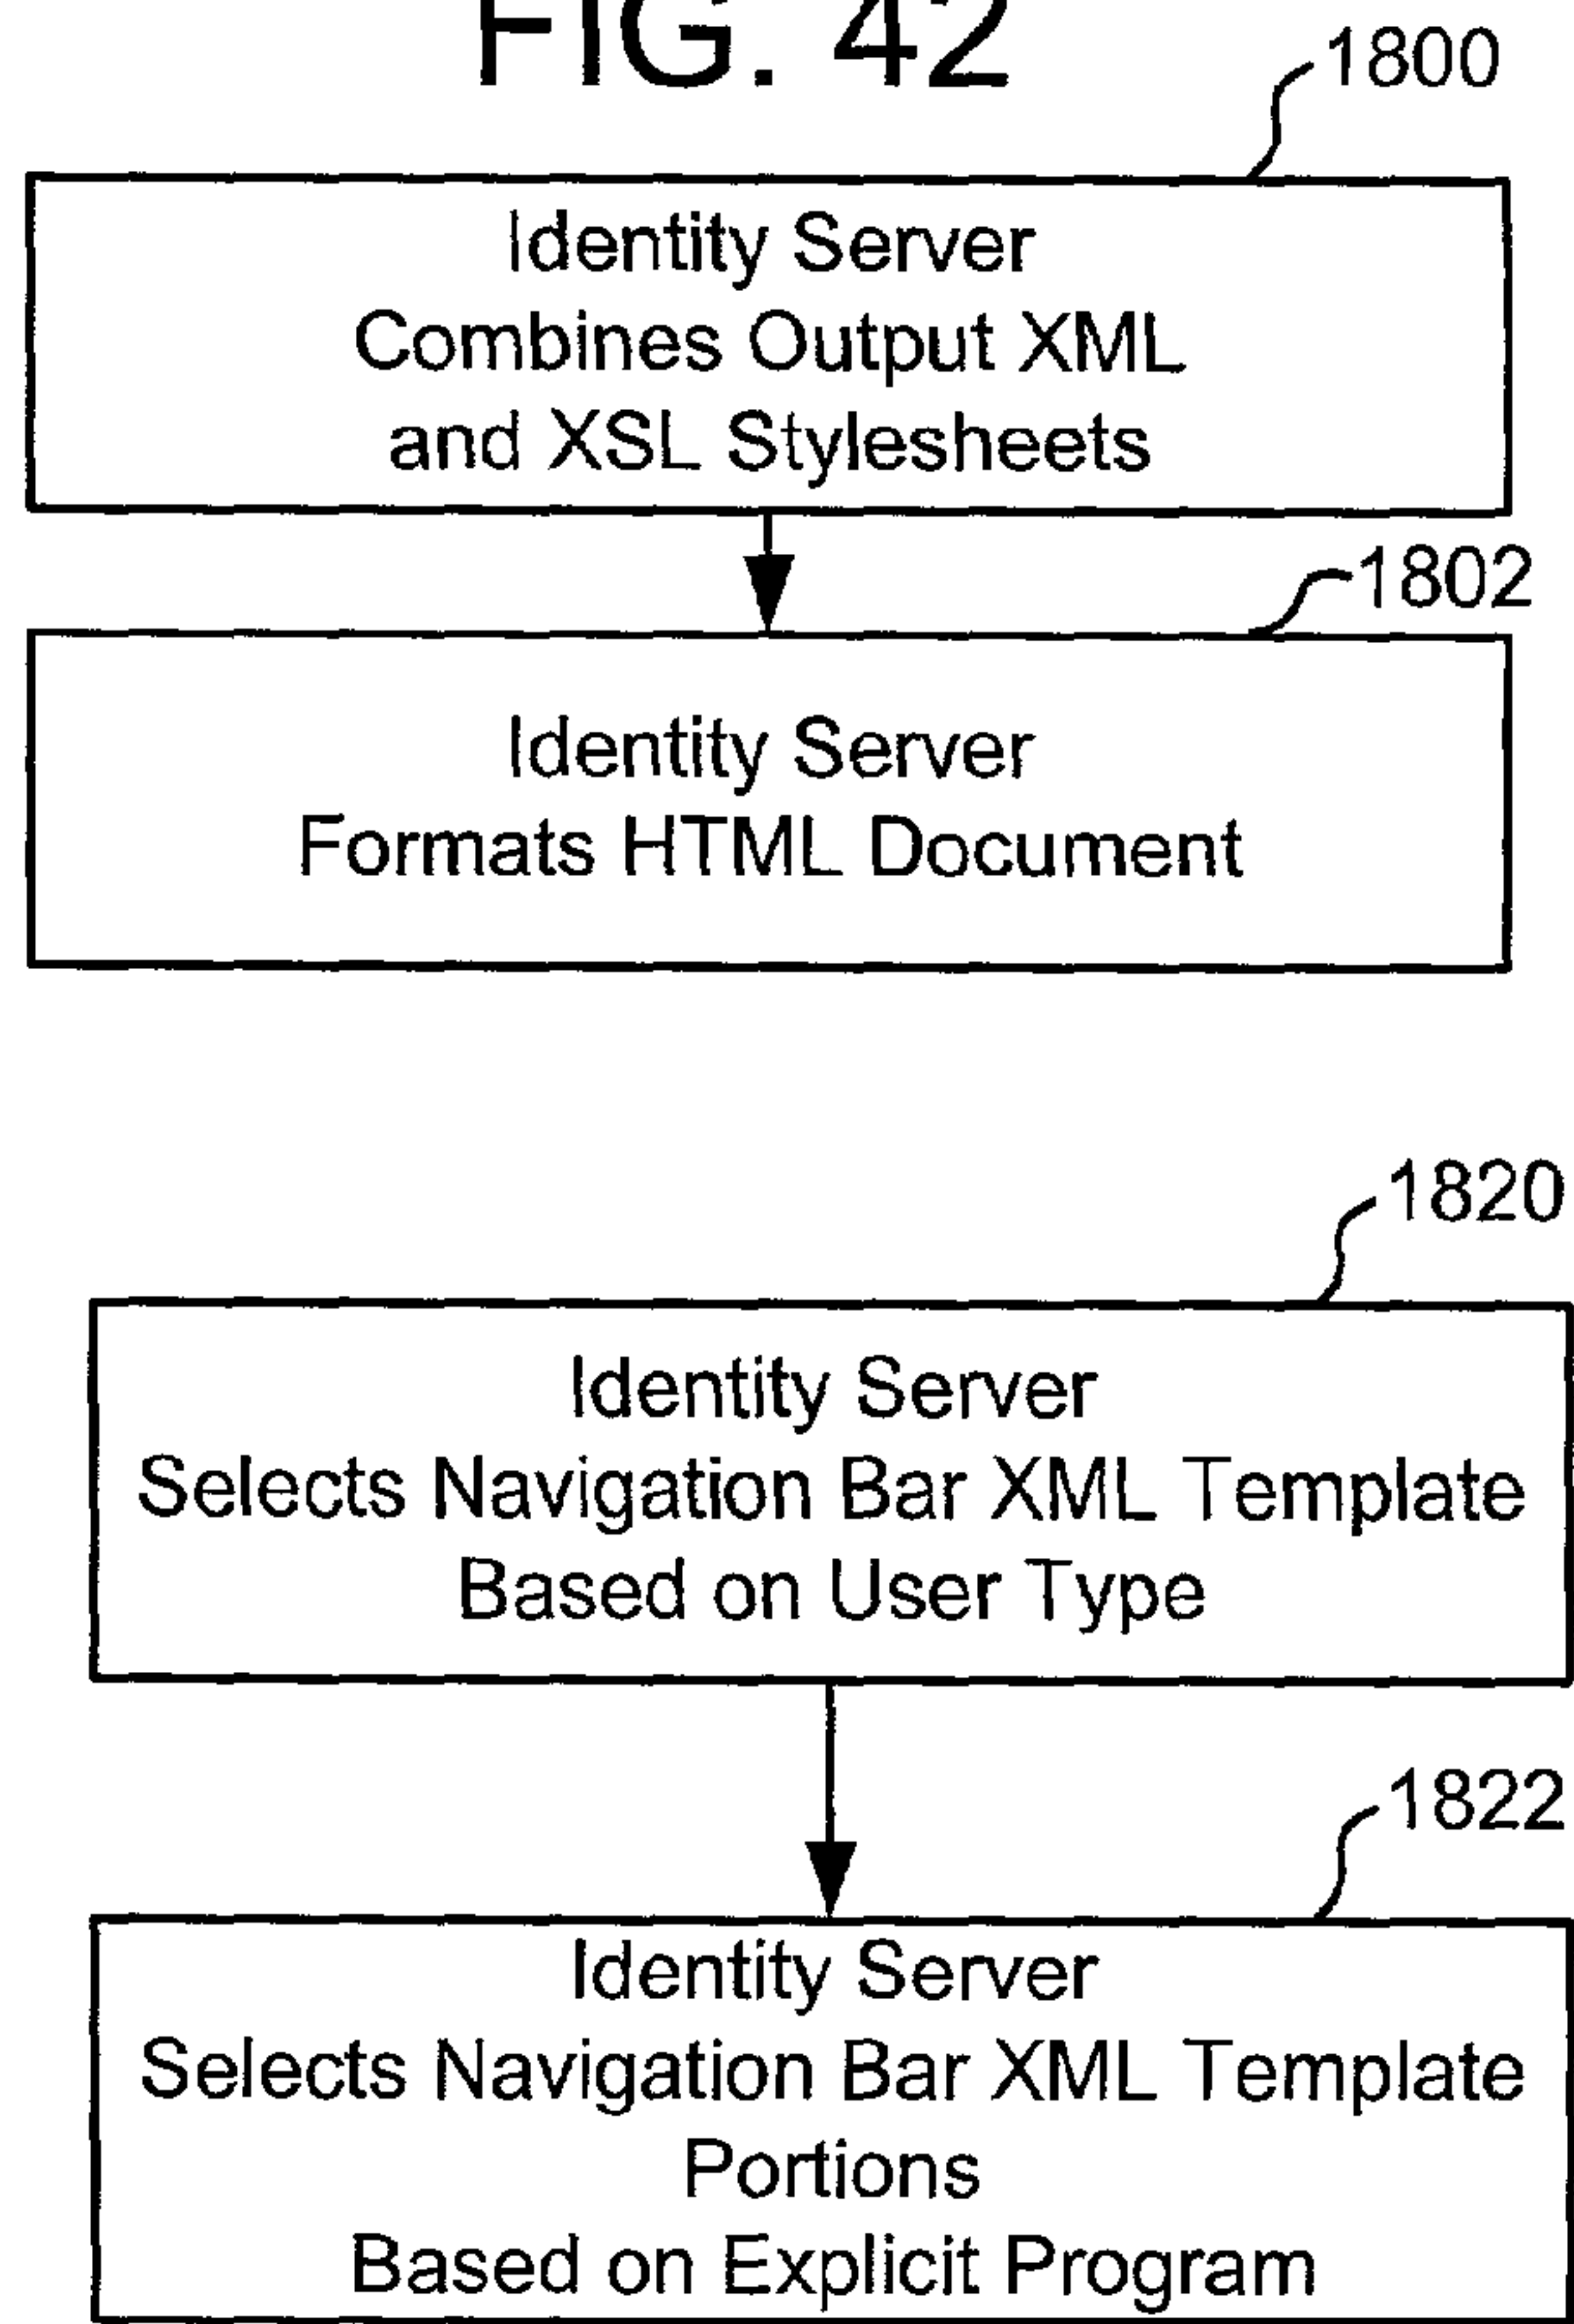 FIG. 42
1800
Identity Server
Combines Output XML
and XSL Stylesheets
1802
Identity Server
Formats HTML Document
1820
Identity Server
Selects Navigation Bar XML Template
Based on User Type
1822
Identity Server
Selects Navigation Bar XML Template
Portions
Based on Explicit Program